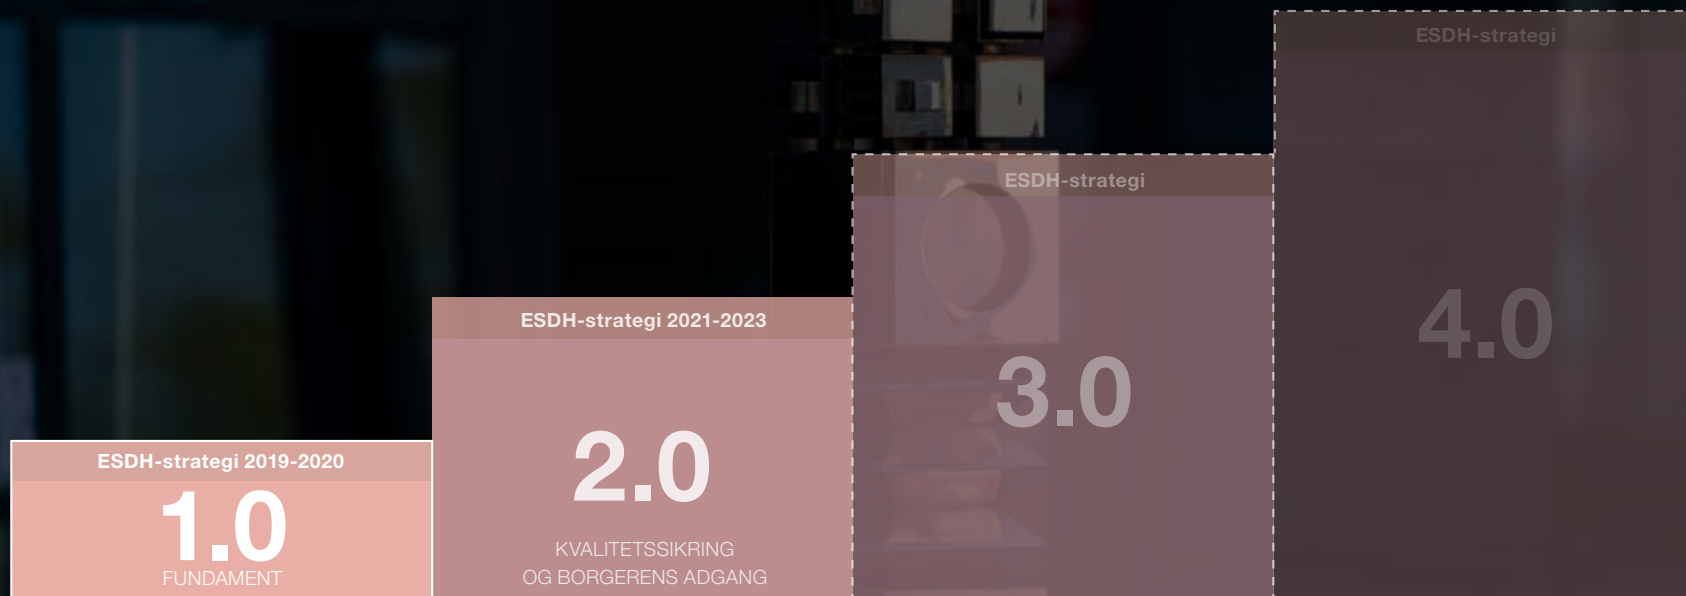 ESDH-strategi 2019-2020
1.0
FUNDAMENT
ESDH-strategi 2021-2023
2.0
KVALITETSSIKRING
OG BORGERENS ADGANG
ESDH-strategi
3.0
ESDH-strategi
4.0